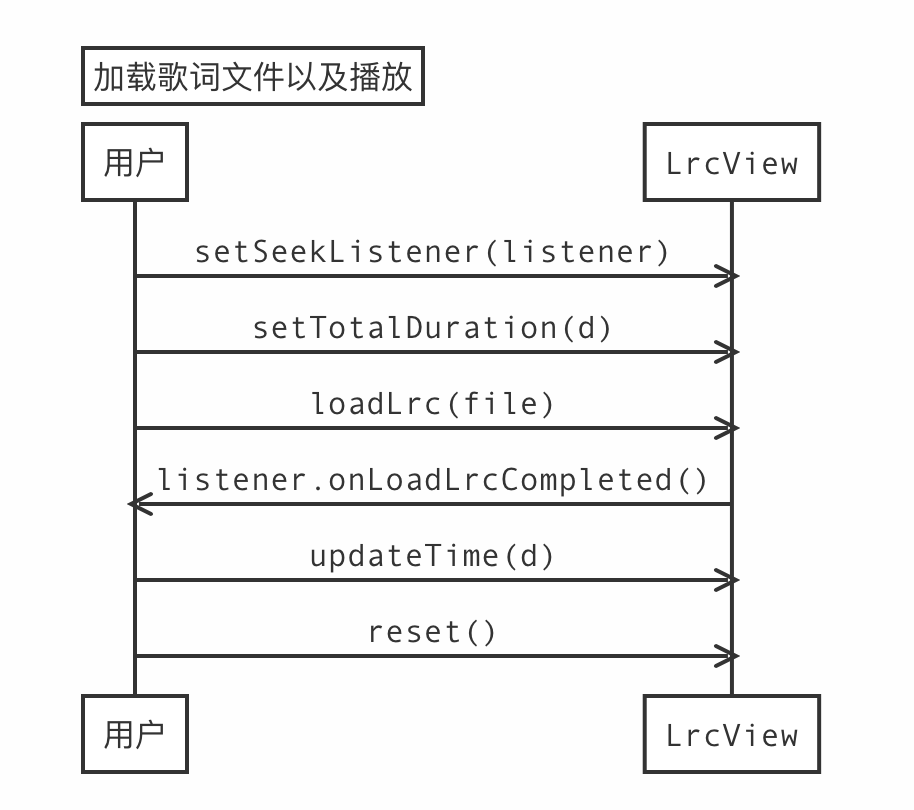 加载歌词文件以及播放
用户
LrcView
setSeekListener(listener)
setTotalDuration(d)
loadLrc(file)
listener.onLoadLrcCompleted()
updateTime(d)
reset()
用户
LrcView